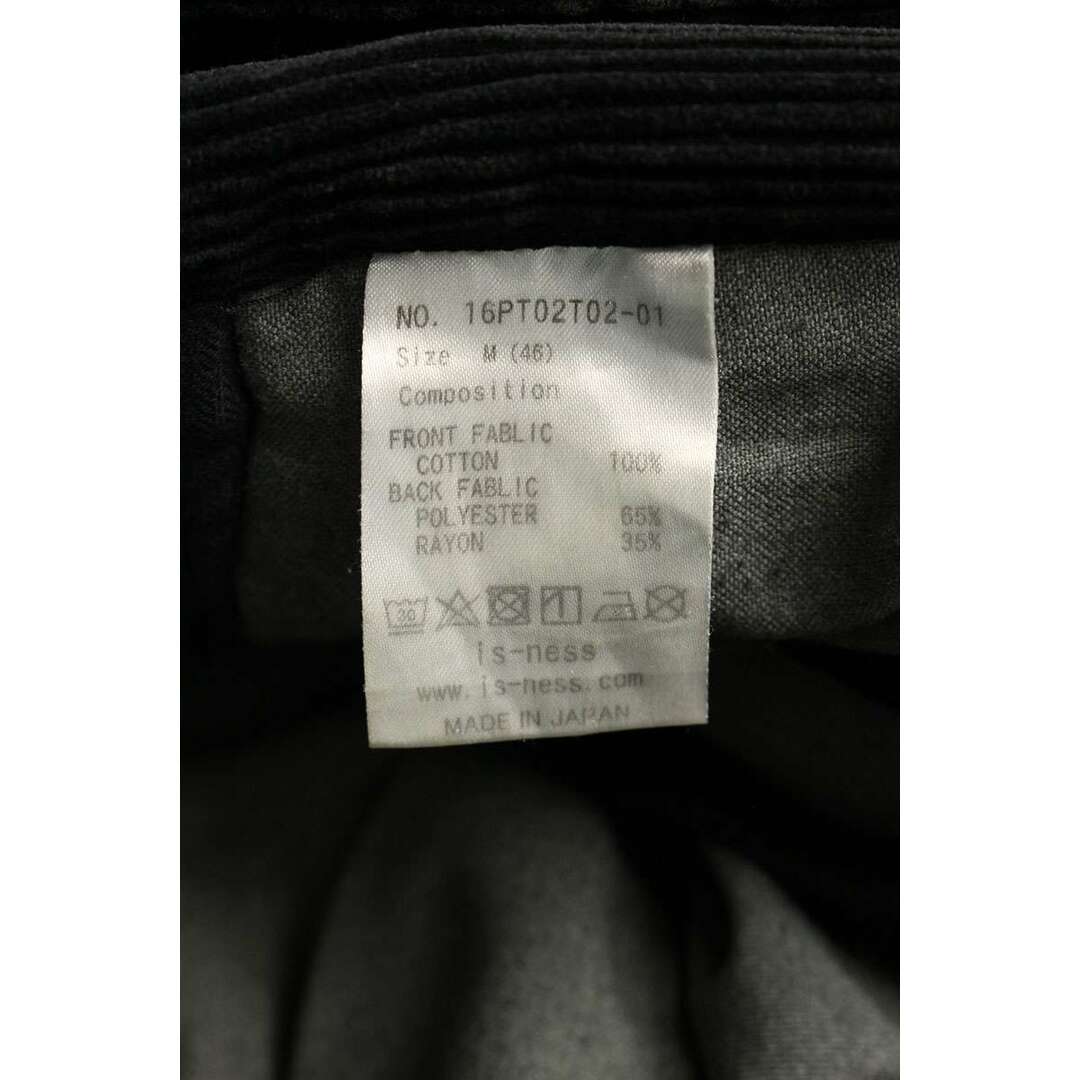 NO. 16PT02T02-01
Size M (46)
Composition
FRONT FABLIC
COTTON 100%
BACK FABLIC
POLYESTER 65%
RAYON 35%
30
is-ness
www.is-ness.com
MADE IN JAPAN